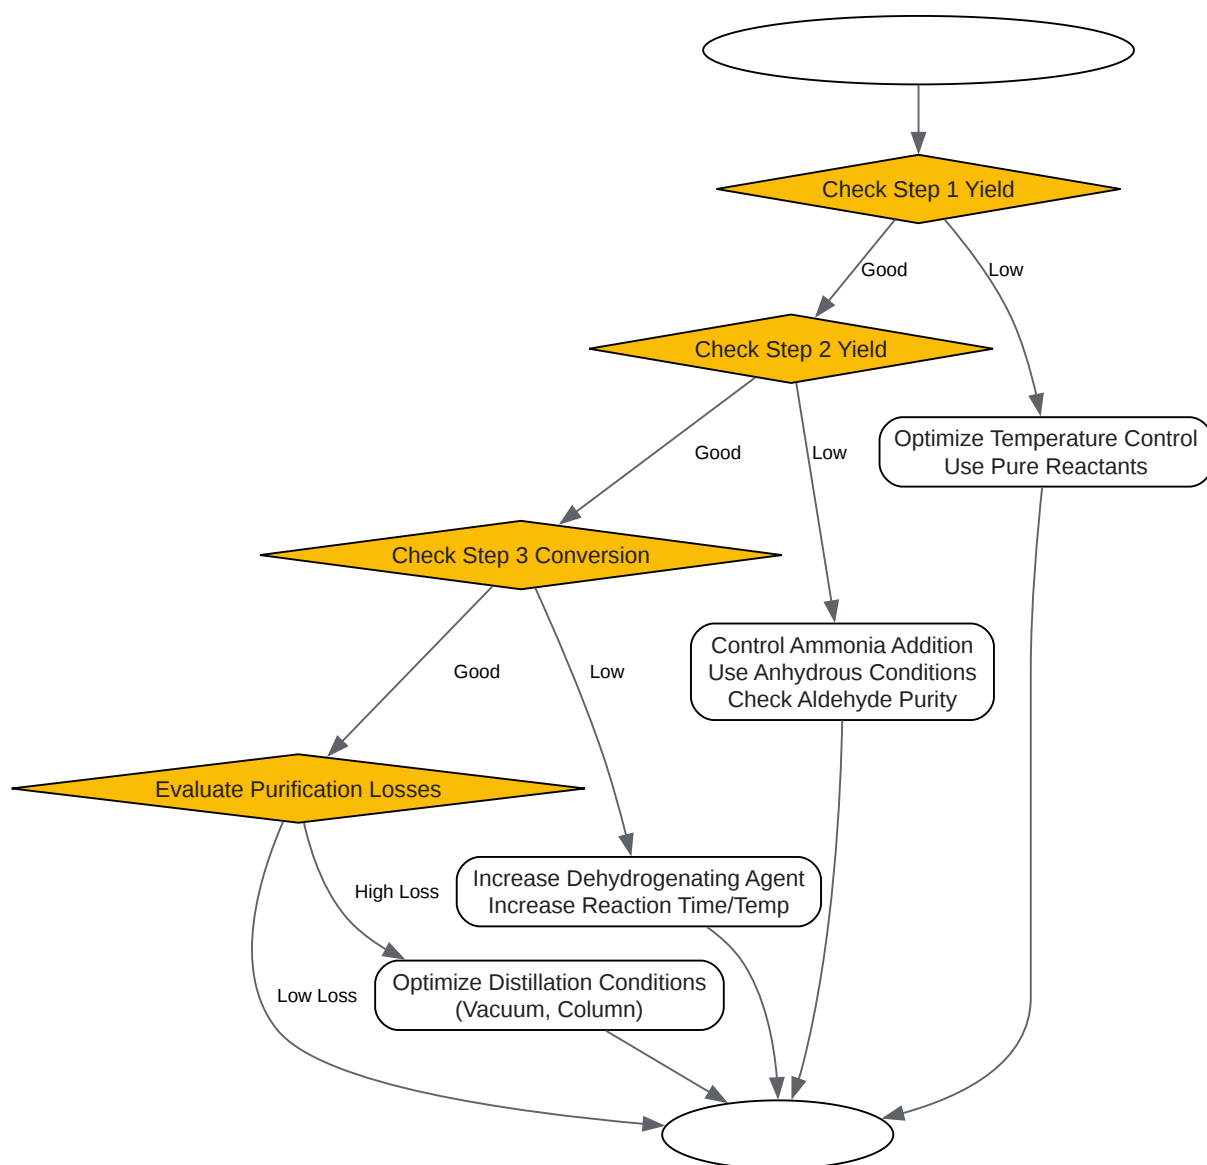 Check Step 1 Yield
Good
Low
Check Step 2 Yield
Optimize Temperature Control
Use Pure Reactants
Good
Low
Check Step 3 Conversion
Control Ammonia Addition
Use Anhydrous Conditions
Check Aldehyde Purity
Good
Low
Evaluate Purification Losses
Increase Dehydrogenating Agent
Increase Reaction Time/Temp
High Loss
Optimize Distillation Conditions
(Vacuum, Column)
Low Loss